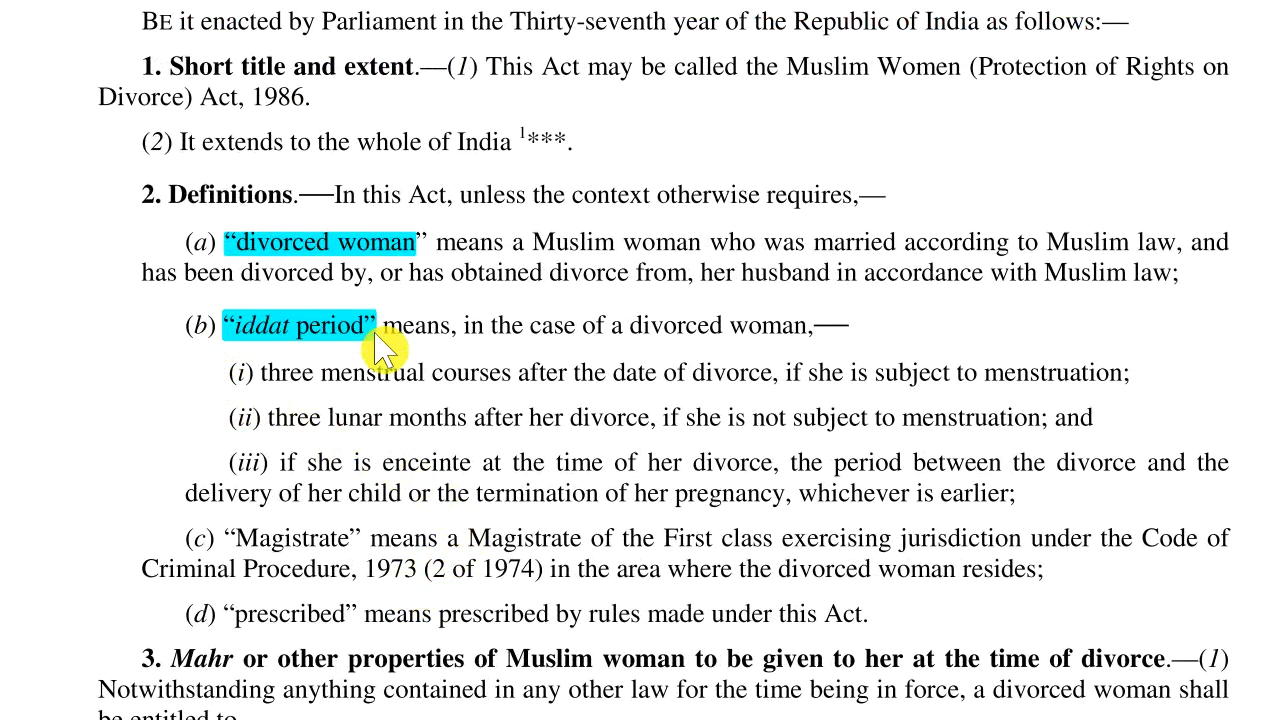 BE it enacted by Parliament in the Thirty-seventh year of the Republic of India as follows:—
1. Short title and extent.—(1) This Act may be called the Muslim Women (Protection of Rights on
Divorce) Act, 1986.
(2) It extends to the whole of India 1***.
2. Definitions.—In this Act, unless the context otherwise requires,—
(a) “divorced woman” means a Muslim woman who was married according to Muslim law, and
has been divorced by, or has obtained divorce from, her husband in accordance with Muslim law;
(b) “iddat period” means, in the case of a divorced woman,—
(i) three menstrual courses after the date of divorce, if she is subject to menstruation;
(ii) three lunar months after her divorce, if she is not subject to menstruation; and
(iii) if she is enceinte at the time of her divorce, the period between the divorce and the
delivery of her child or the termination of her pregnancy, whichever is earlier;
(c) “Magistrate” means a Magistrate of the First class exercising jurisdiction under the Code of
Criminal Procedure, 1973 (2 of 1974) in the area where the divorced woman resides;
(d) “prescribed” means prescribed by rules made under this Act.
3. Mahr or other properties of Muslim woman to be given to her at the time of divorce.—(1)
Notwithstanding anything contained in any other law for the time being in force, a divorced woman shall
be entitled to